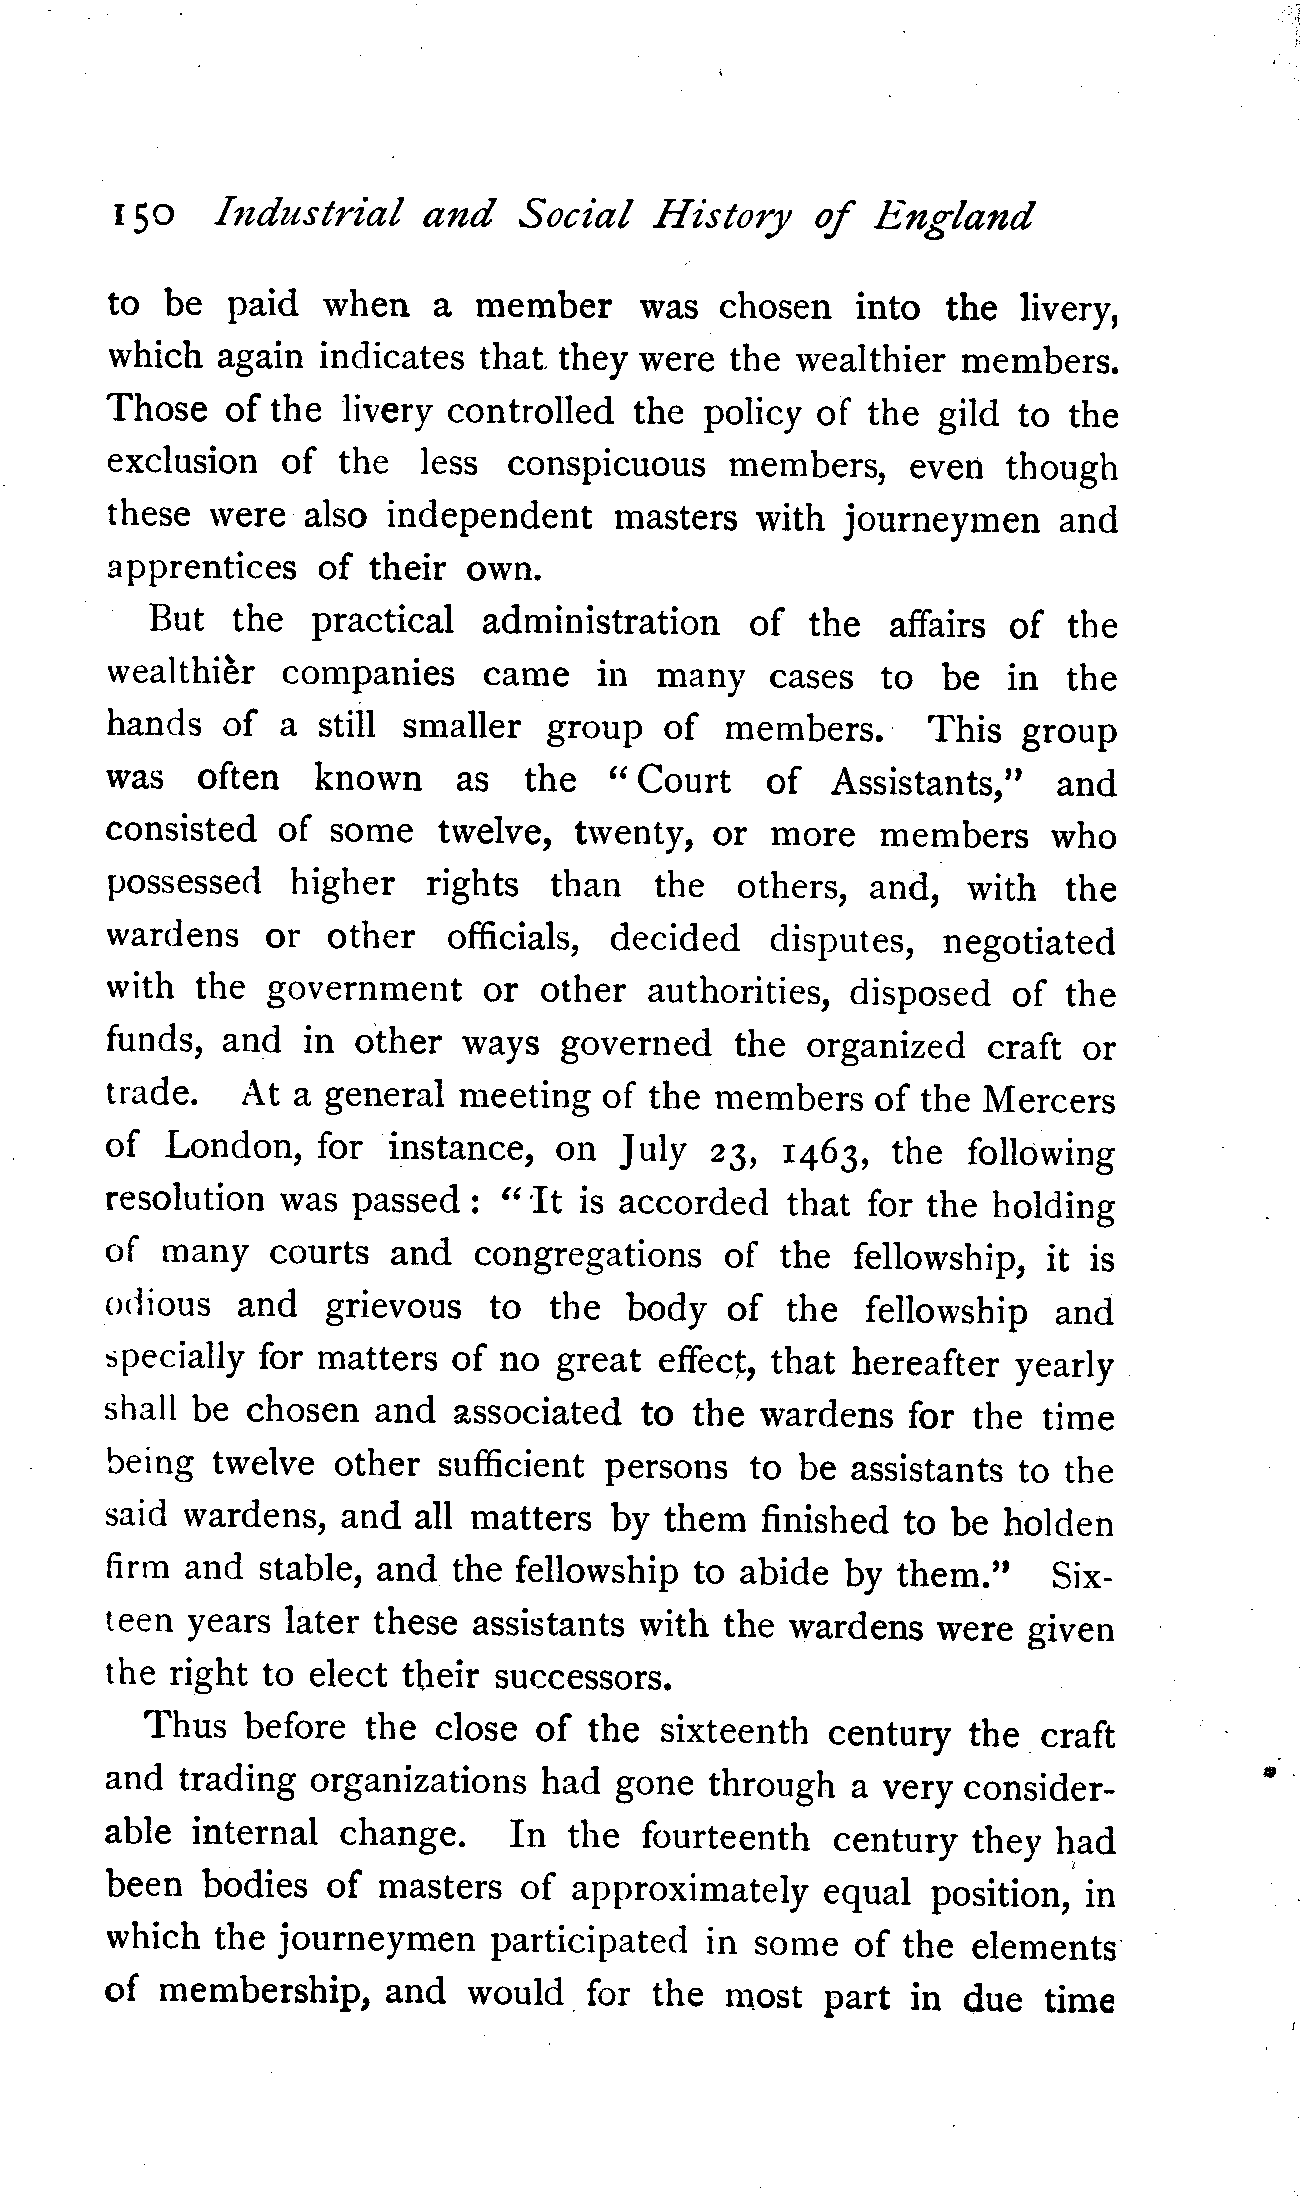 150 Industrial and Social History of England
to be paid when a member was chosen into the livery,
which again indicates that they were the wealthier members.
Those of the livery controlled the policy of the gild to the
exclusion of the less conspicuous members, even though
these were also independent masters with journeymen and
apprentices of their own.
But the practical administration of the affairs of the
wealthier companies came in many cases to be in the
hands of a still smaller group of members. This group
was often known as the "Court of Assistants," and
consisted of some twelve, twenty, or more members who
possessed higher rights than the others, and, with the
wardens or other officials, decided disputes, negotiated
with the government or other authorities, disposed of the
funds, and in other ways governed the organized craft or
trade. At a general meeting of the members of the Mercers
of London, for instance, on July 23, 1463, the following
resolution was passed: "It is accorded that for the holding
of many courts and congregations of the fellowship, it is
odious and grievous to the body of the fellowship and
specially for matters of no great effect, that hereafter yearly
shall be chosen and associated to the wardens for the time
being twelve other sufficient persons to be assistants to the
said wardens, and all matters by them finished to be holden
firm and stable, and the fellowship to abide by them." Six-
teen years later these assistants with the wardens were given
the right to elect their successors.
Thus before the close of the sixteenth century the craft
and trading organizations had gone through a very consider-
able internal change. In the fourteenth century they had
been bodies of masters of approximately equal position, in
which the journeymen participated in some of the elements
of membership, and would for the most part in due time